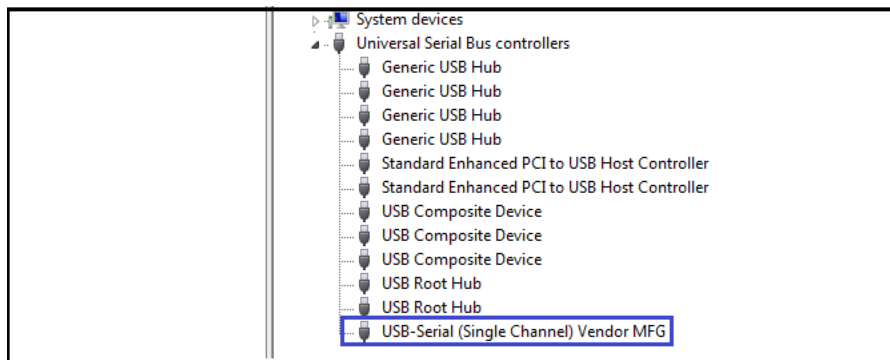 System devices
Universal Serial Bus controllers
Generic USB Hub
Generic USB Hub
Generic USB Hub
Generic USB Hub
Standard Enhanced PCI to USB Host Controller
Standard Enhanced PCI to USB Host Controller
USB Composite Device
USB Composite Device
USB Composite Device
USB Root Hub
USB Root Hub
USB-Serial (Single Channel) Vendor MFG